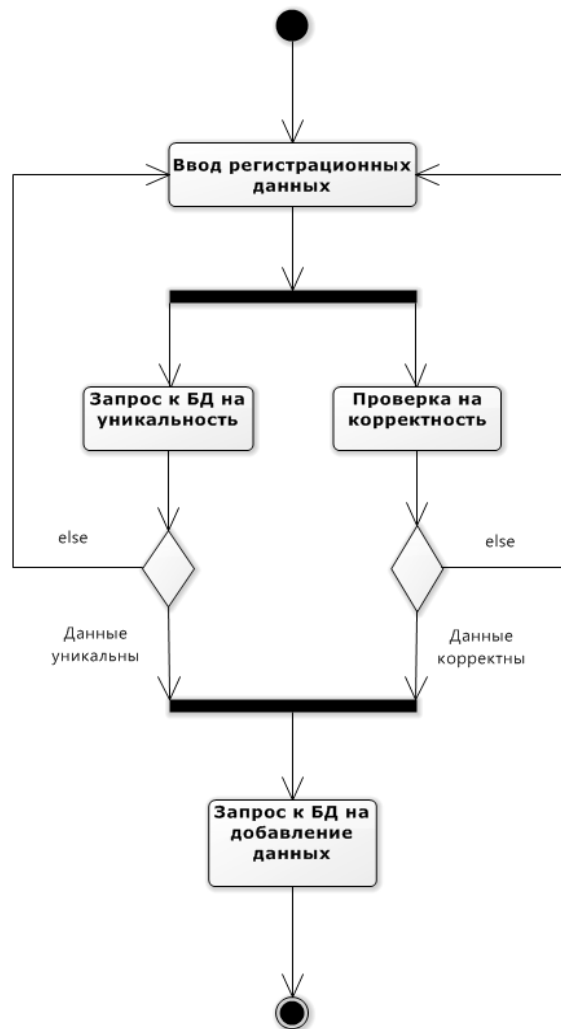 Ввод регистрационных
данных
Запрос к БД на
уникальность
Проверка на
корректность
else
else
Данные
уникальны
Данные
корректны
Запрос к БД на
добавление
данных